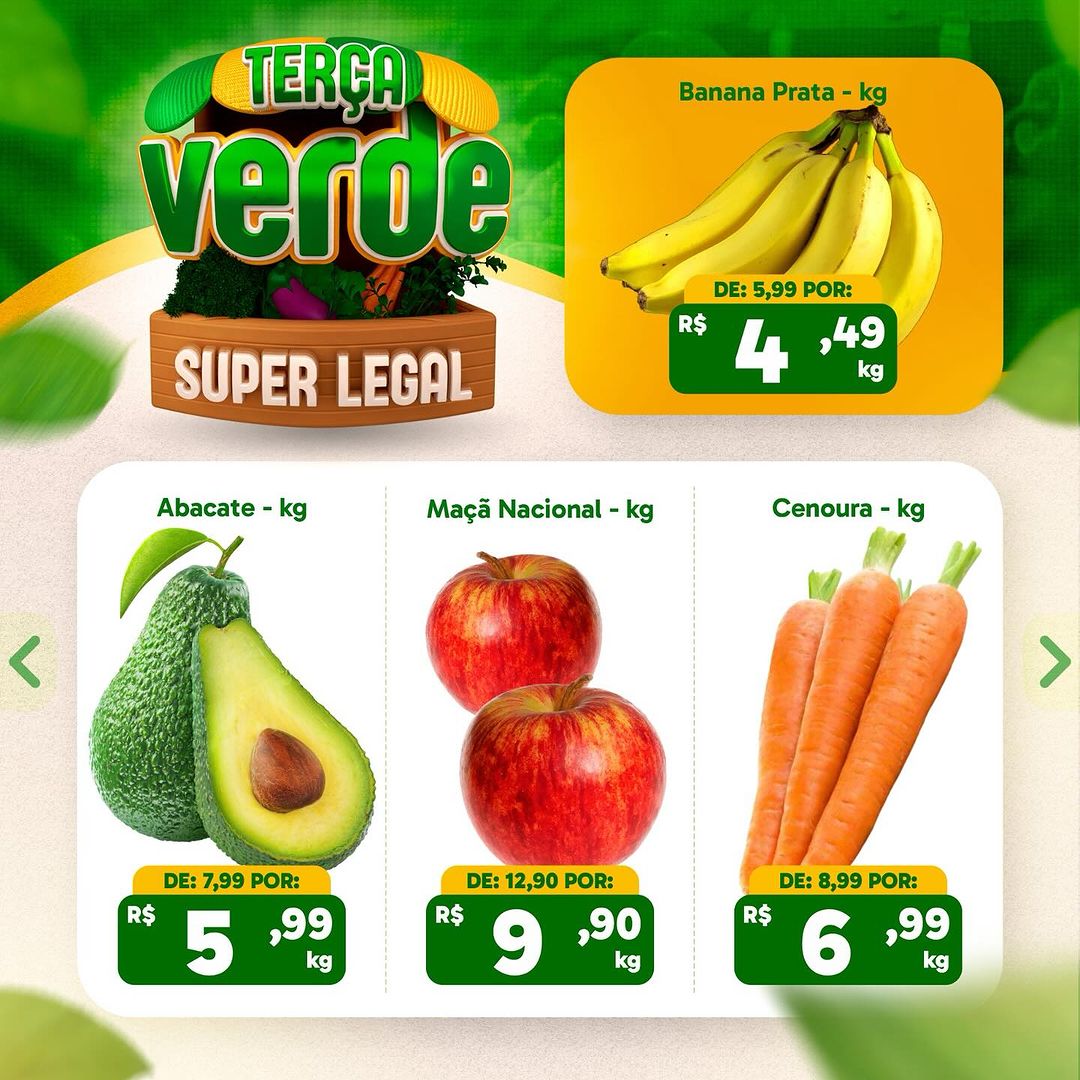 TERÇA
verde
SUPER LEGAL
Banana Prata - kg
DE: 5,99 POR:
R$ 4,49
kg
Abacate - kg
DE: 7,99 POR:
R$ 5,99
kg
Maçã Nacional - kg
DE: 12,90 POR:
R$ 9,90
kg
Cenoura - kg
DE: 8,99 POR:
R$ 6,99
kg